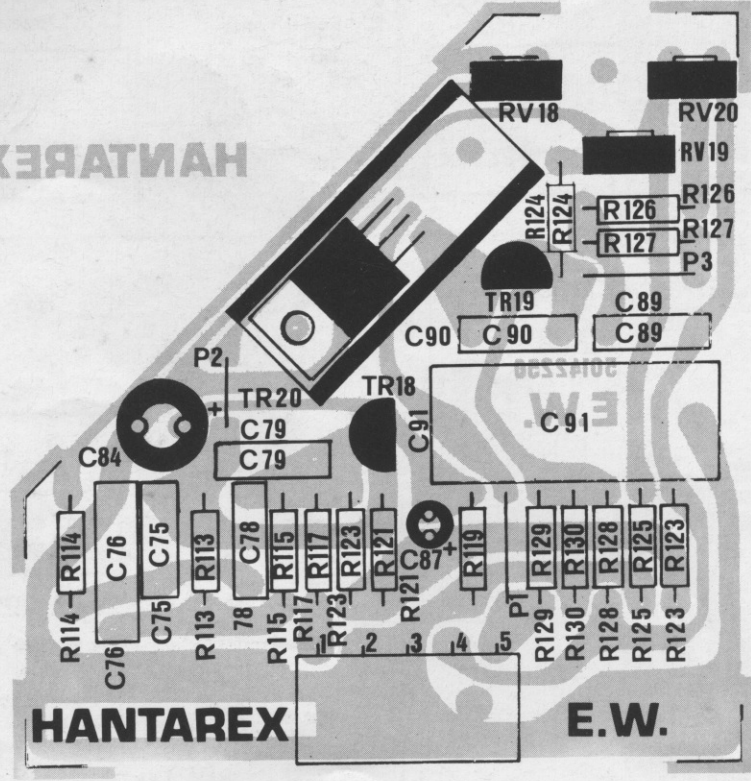 RV18
RV20
HANTAREX
RV19
R124
R124
R126
R126
R127
R127
P3
TR19
C89
C90
C90
C89
P2
50142250
TR20
TR18
E.W.
C79
C91
C91
C84
C79
R114
C76
C75
R113
C78
R115
R117
R123
R121
C87
R119
R129
R130
R128
R125
R123
R114
C76
C75
R113
78
R115
R117
R123
R121
P1
R129
R130
R128
R125
R123
1 2 3 4 5
HANTAREX
E.W.